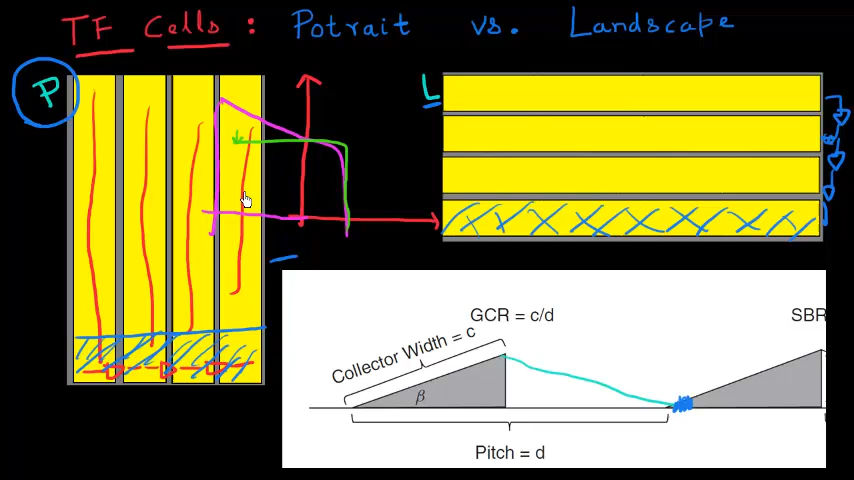 TF Cells : Potrait vs. Landscape
P
L
GCR = c/d
SBR
Collector Width = c
β
Pitch = d